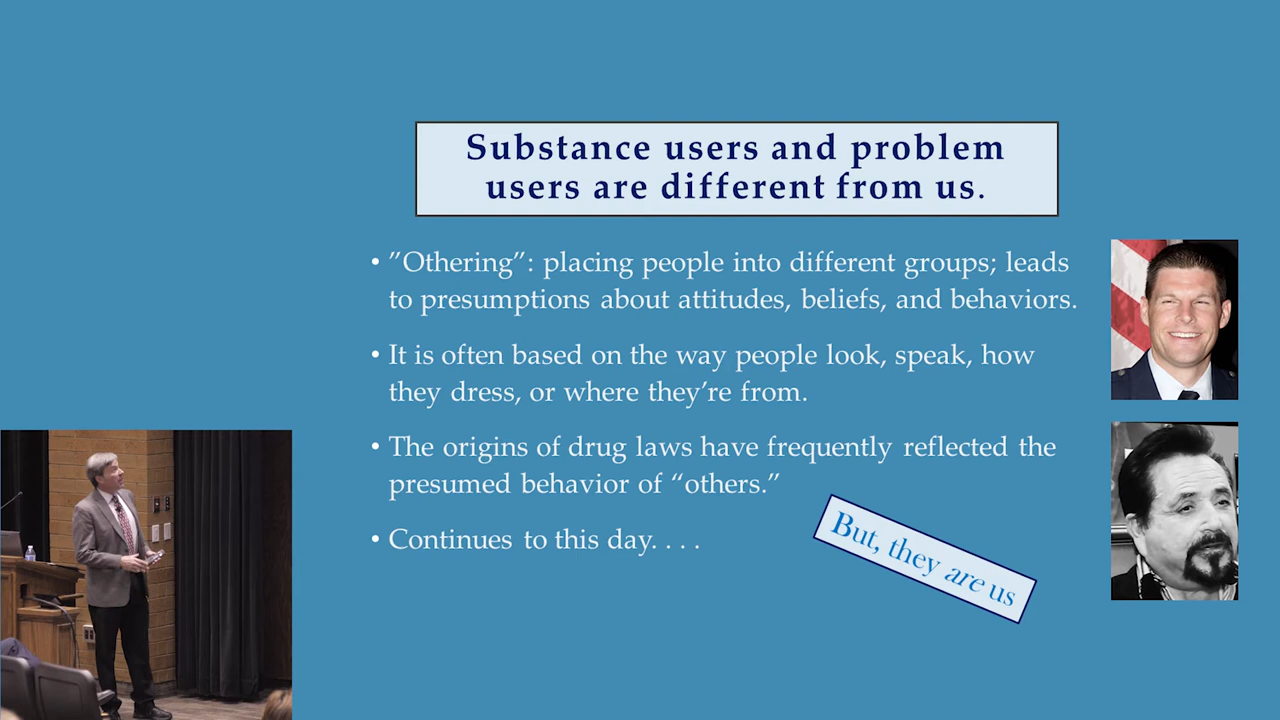 Substance users and problem
users are different from us.
• ”Othering”: placing people into different groups; leads
to presumptions about attitudes, beliefs, and behaviors.
• It is often based on the way people look, speak, how
they dress, or where they’re from.
• The origins of drug laws have frequently reflected the
presumed behavior of “others.”
• Continues to this day. . . .
But, they are us